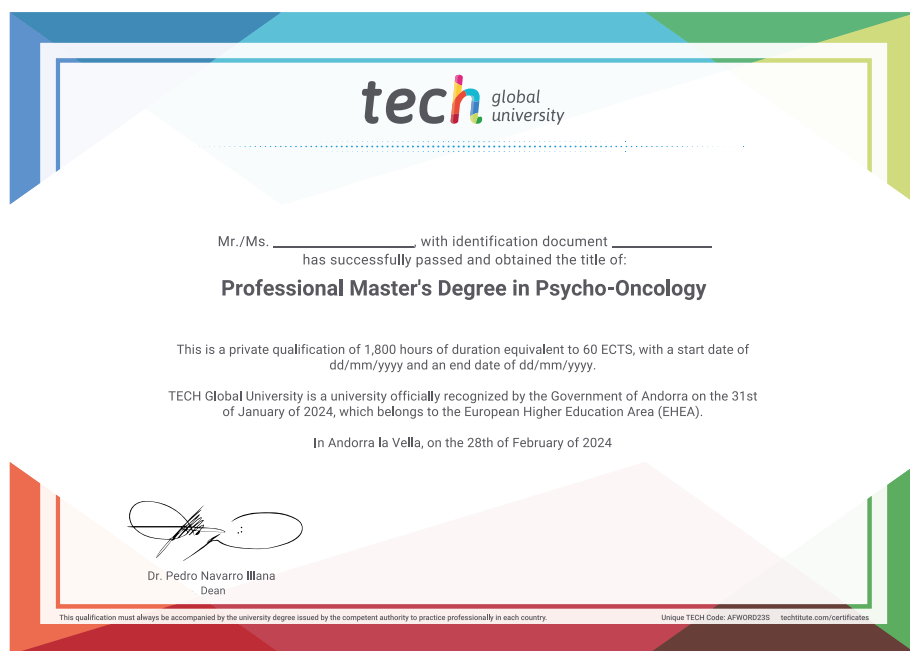 tech global
university
Mr./Ms. ____________, with identification document ____________
has successfully passed and obtained the title of:
Professional Master's Degree in Psycho-Oncology
This is a private qualification of 1,800 hours of duration equivalent to 60 ECTS, with a start date of
dd/mm/yyyy and an end date of dd/mm/yyyy.
TECH Global University is a university officially recognized by the Government of Andorra on the 31st
of January of 2024, which belongs to the European Higher Education Area (EHEA).
In Andorra la Vella, on the 28th of February of 2024
Dr. Pedro Navarro Illana
Dean
This qualification must always be accompanied by the university degree issued by the competent authority to practice professionally in each country. Unique TECH Code: AFWORD23S techtitute.com/certificates